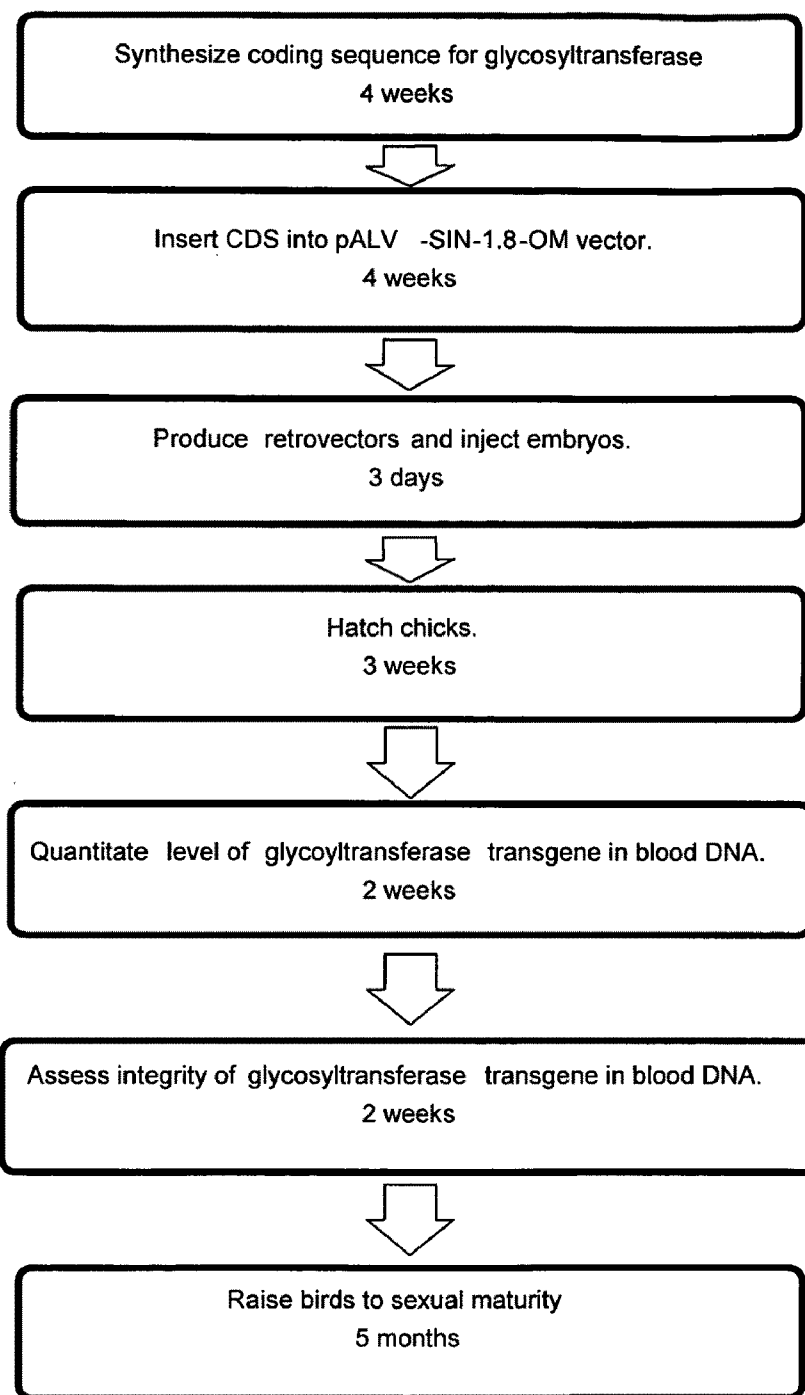 Synthesize coding sequence for glycosyltransferase
4 weeks
Insert CDS into pALV -SIN-1.8-OM vector.
4 weeks
Produce retrovectors and inject embryos.
3 days
Hatch chicks.
3 weeks
Quantitate level of glycoyltransferase transgene in blood DNA.
2 weeks
Assess integrity of glycosyltransferase transgene in blood DNA.
2 weeks
Raise birds to sexual maturity
5 months